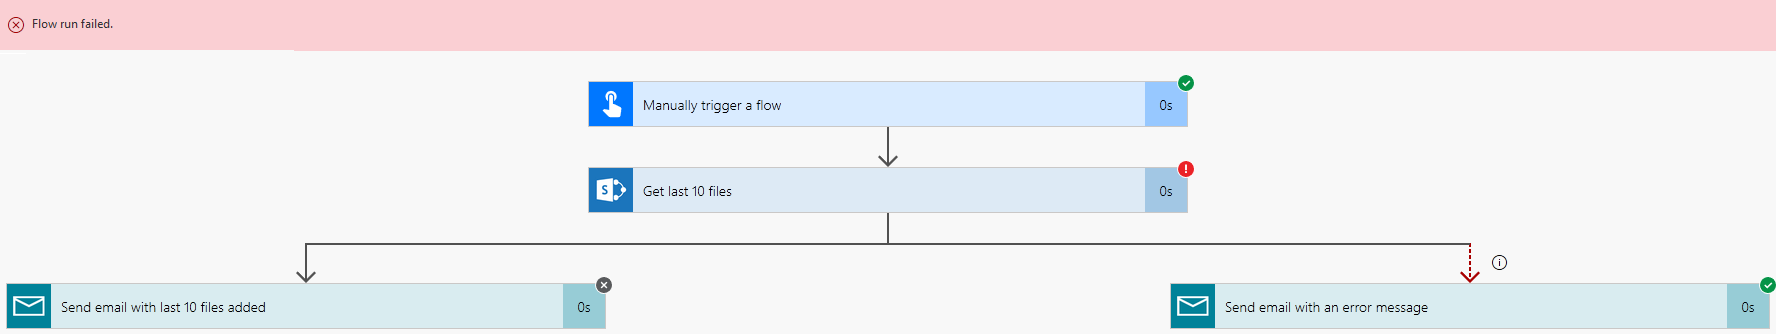 Flow run failed.
Manually trigger a flow 0s
Get last 10 files 0s
Send email with last 10 files added 0s
Send email with an error message 0s